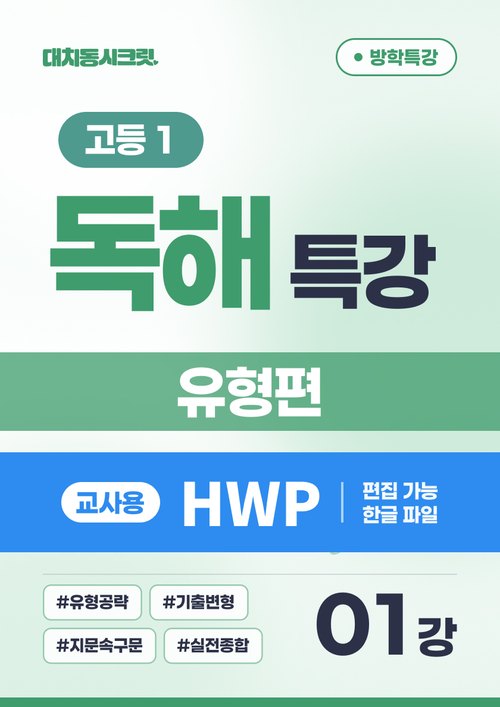 대치동시크릿
방학특강
고등 1
독해 특강
유형편
교사용 HWP 편집 가능
한글 파일
#유형공략 #기출변형
#지문속구문 #실전종합
01강